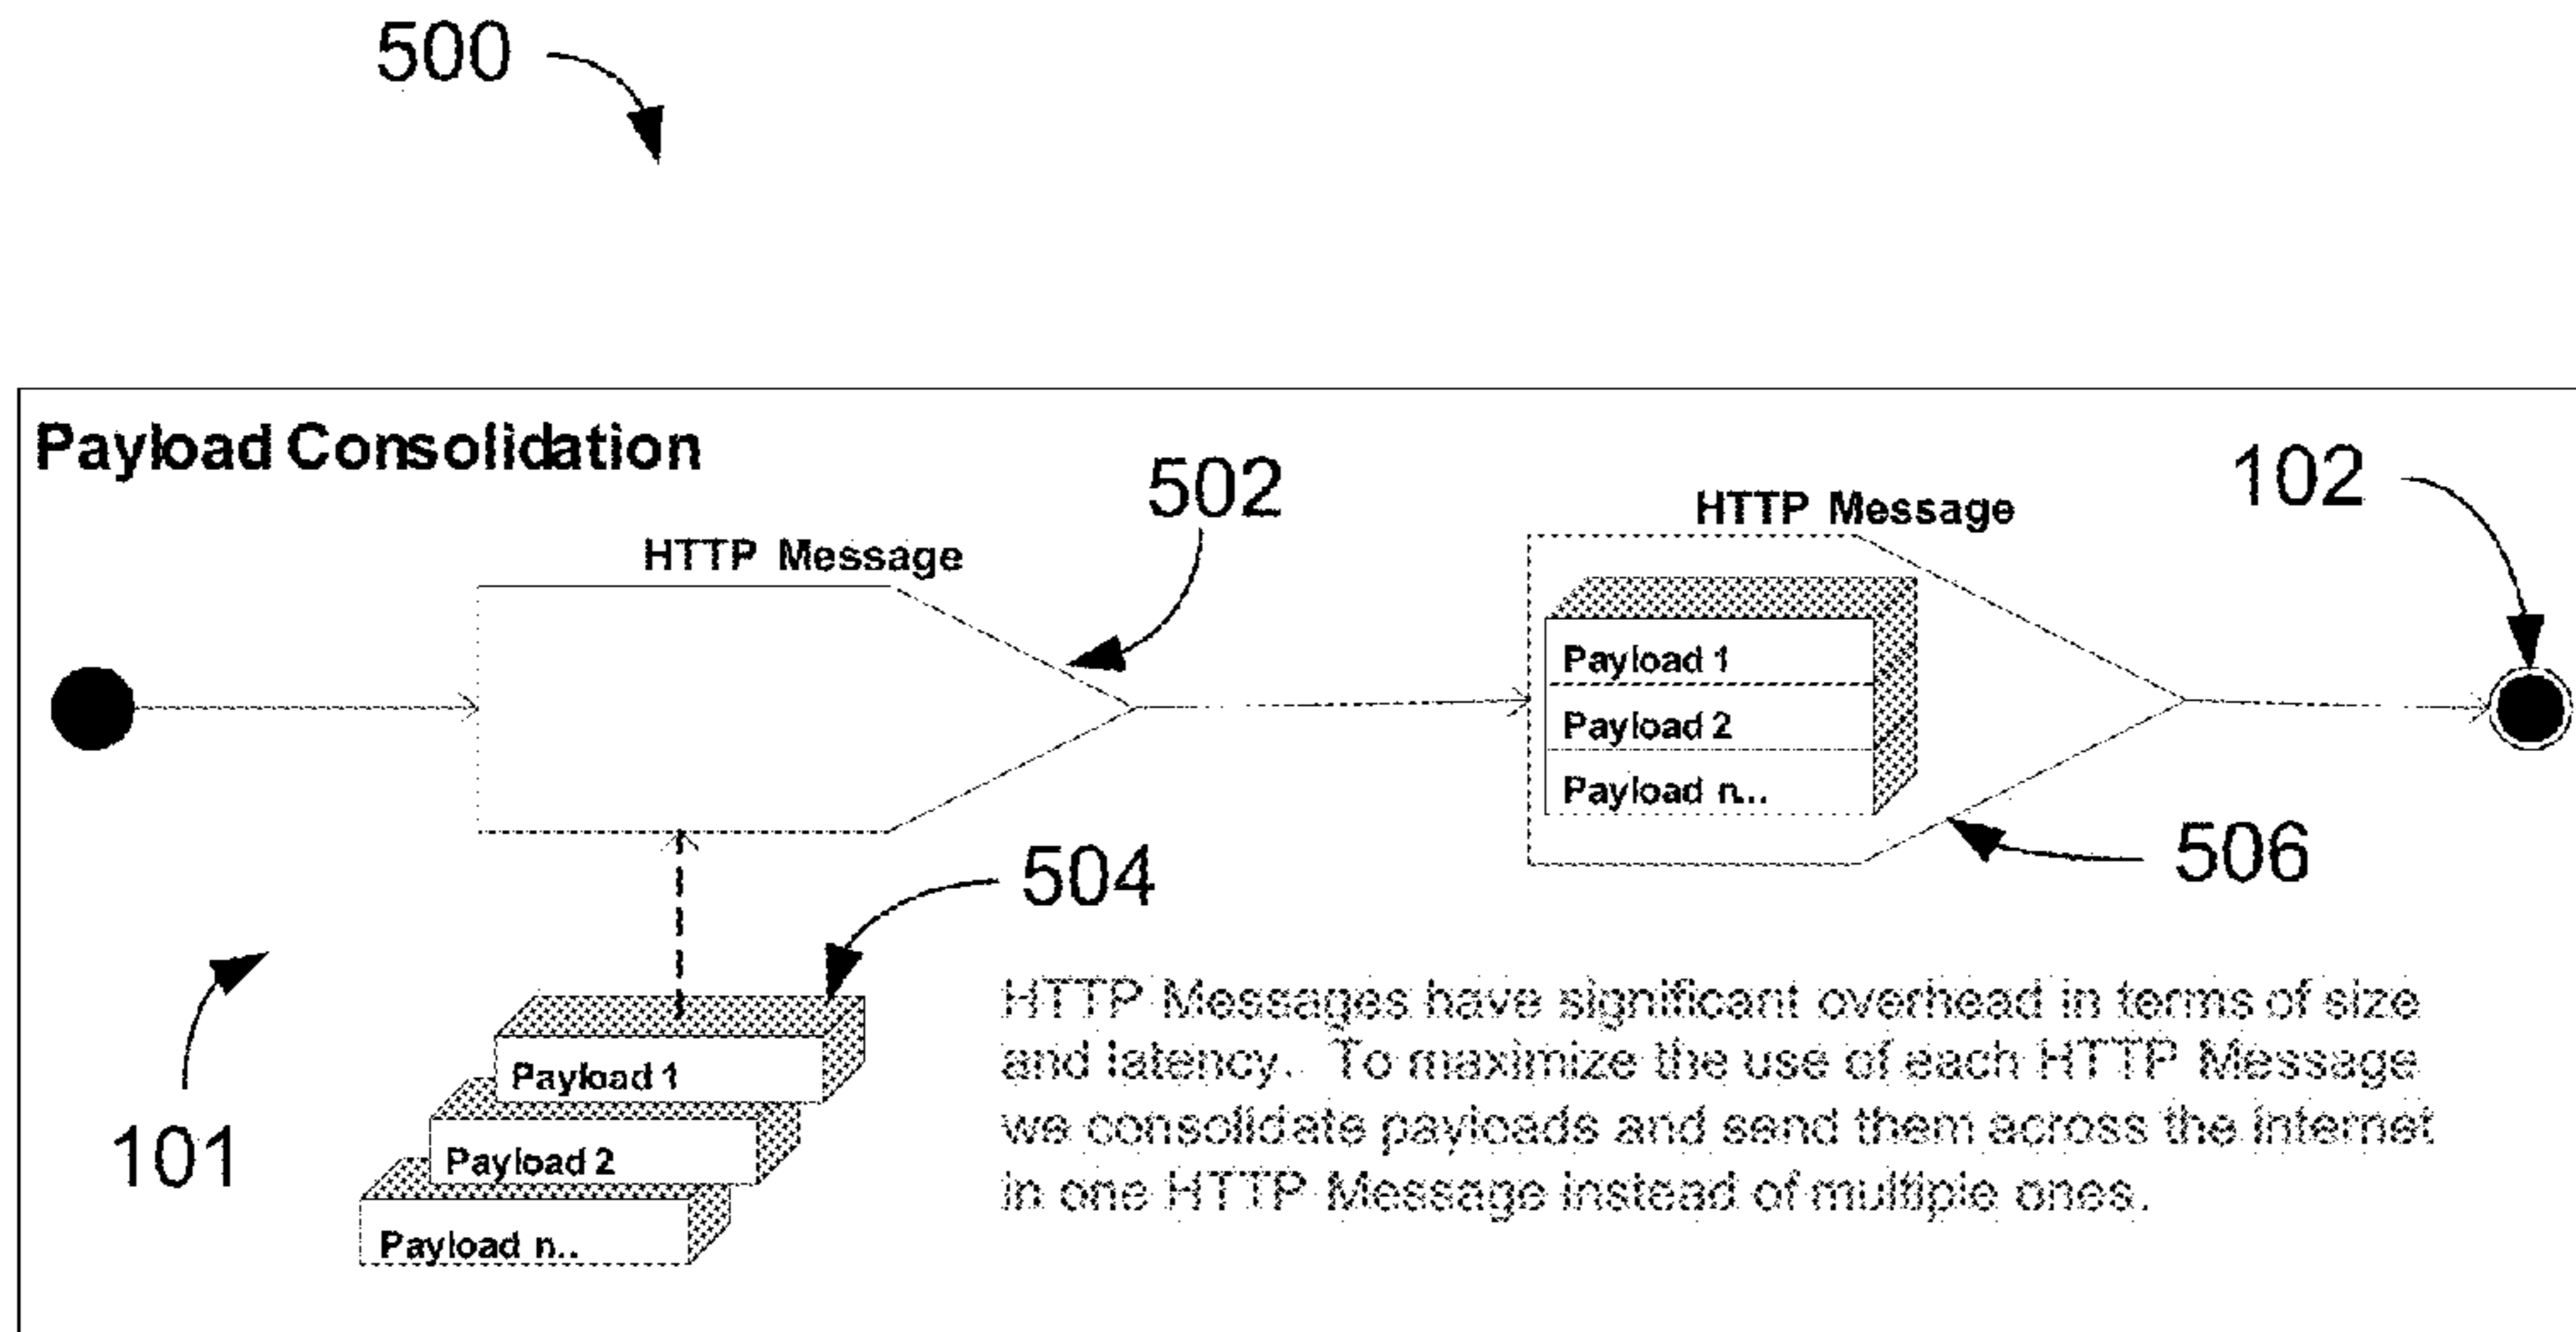 500
Payload Consolidation
502
102
HTTP Message
HTTP Message
Payload 1
Payload 2
Payload n...
506
504
101
Payload 1
Payload 2
Payload n..
HTTP Messages have significant overhead in terms of size
and latency. To maximize the use of each HTTP Message
we consolidate payloads and send them across the internet
in one HTTP Message instead of multiple ones.